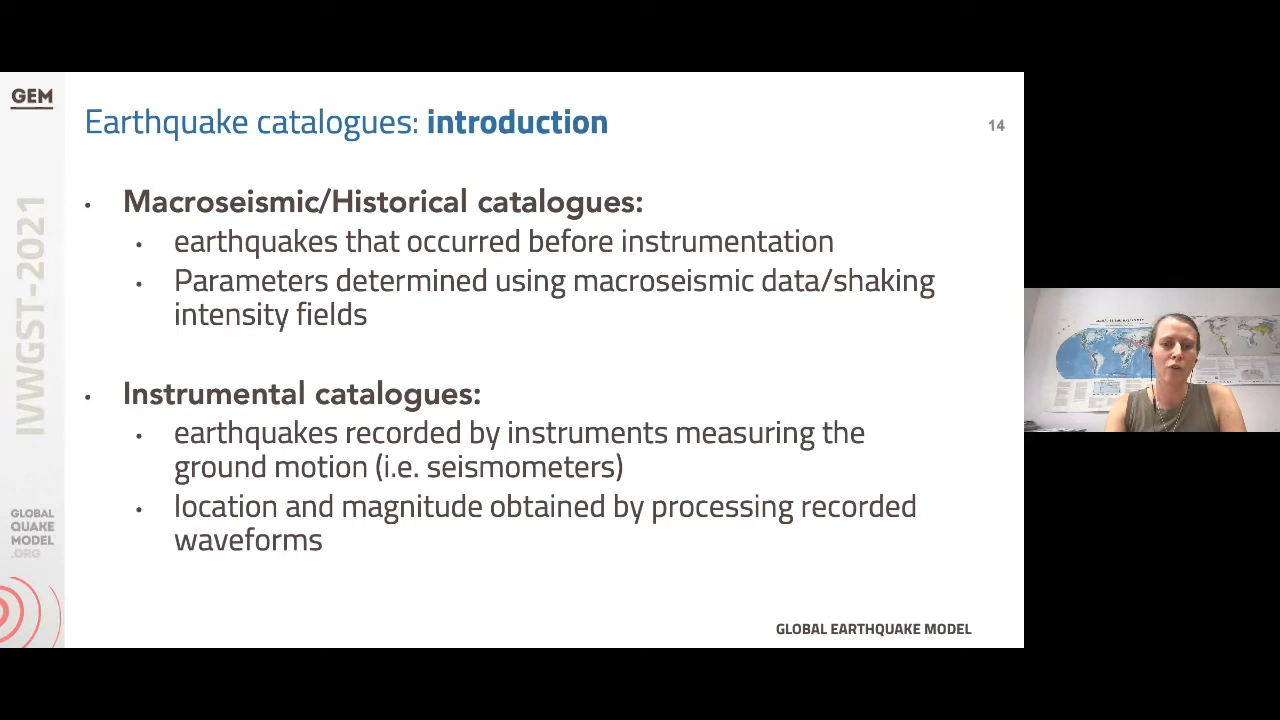 GEM
Earthquake catalogues: introduction
14
IVWGST-2021
• Macroseismic/Historical catalogues:
• earthquakes that occurred before instrumentation
• Parameters determined using macroseismic data/shaking
intensity fields
• Instrumental catalogues:
• earthquakes recorded by instruments measuring the
ground motion (i.e. seismometers)
• location and magnitude obtained by processing recorded
waveforms
GLOBAL
QUAKE
MODEL
.ORG
GLOBAL EARTHQUAKE MODEL